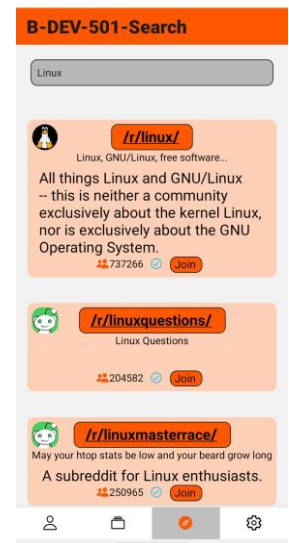 B-DEV-501-Search
Linux
/r/linux/
Linux, GNU/Linux, free software...
All things Linux and GNU/Linux
-- this is neither a community
exclusively about the kernel Linux,
nor is exclusively about the GNU
Operating System.
737266 Join
/r/linuxquestions/
Linux Questions
204582 Join
/r/linuxmasterrace/
May your htop stats be low and your beard grow long
A subreddit for Linux enthusiasts.
250965 Join